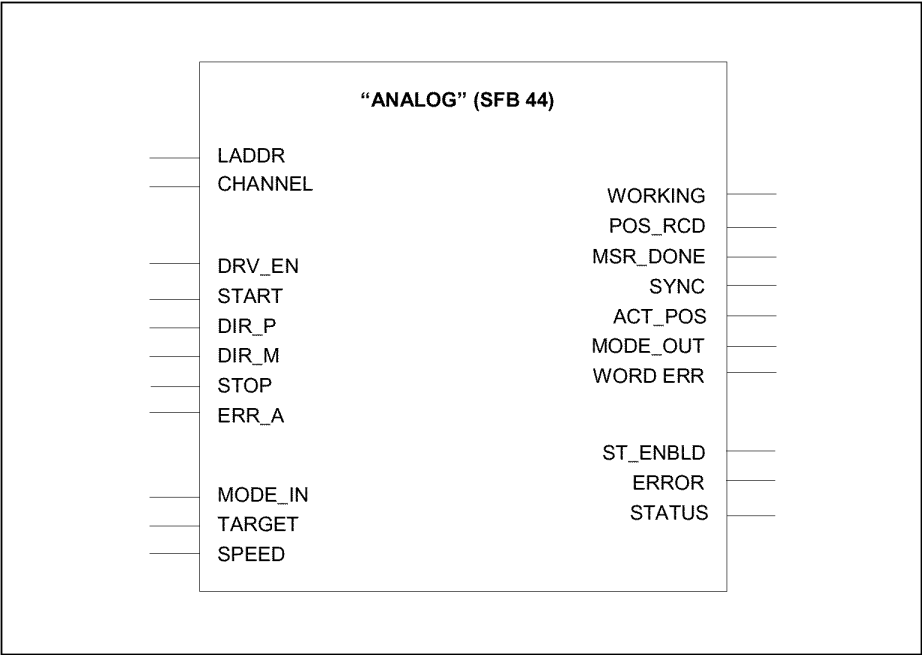 “ANALOG” (SFB 44)
LADDR
CHANNEL
DRV_EN
START
DIR_P
DIR_M
STOP
ERR_A
MODE_IN
TARGET
SPEED
WORKING
POS_RCD
MSR_DONE
SYNC
ACT_POS
MODE_OUT
WORD ERR
ST_ENBLD
ERROR
STATUS